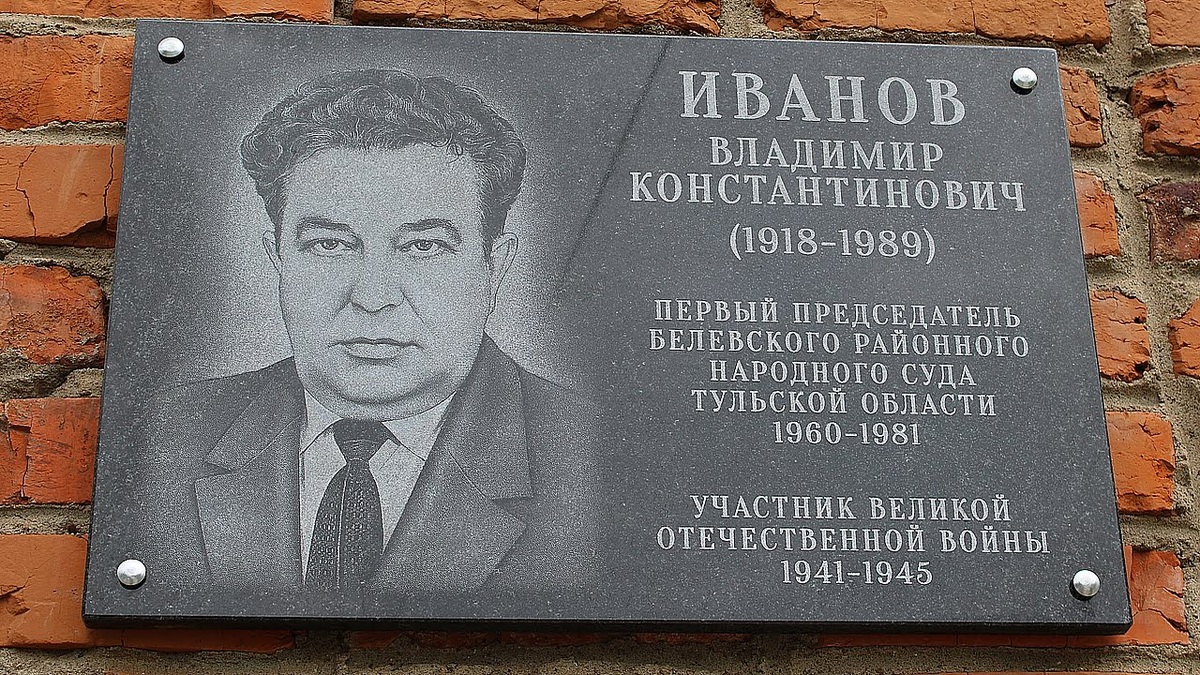 ИВАНОВ
ВЛАДИМИР
КОНСТАНТИНОВИЧ
(1918-1989)
ПЕРВЫЙ ПРЕДСЕДАТЕЛЬ
БЕЛЕВСКОГО РАЙОННОГО
НАРОДНОГО СУДА
ТУЛЬСКОЙ ОБЛАСТИ
1960-1981
УЧАСТНИК ВЕЛИКОЙ
ОТЕЧЕСТВЕННОЙ ВОЙНЫ
1941-1945